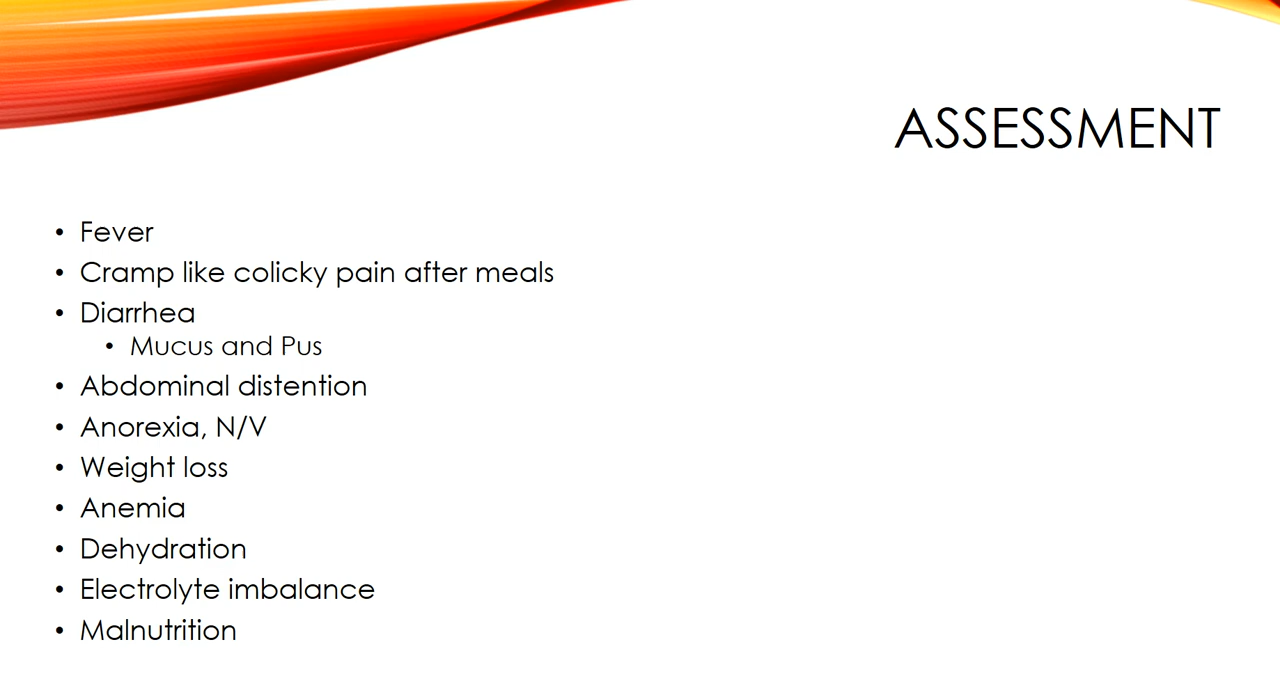 ASSESSMENT
• Fever
• Cramp like colicky pain after meals
• Diarrhea
• Mucus and Pus
• Abdominal distention
• Anorexia, N/V
• Weight loss
• Anemia
• Dehydration
• Electrolyte imbalance
• Malnutrition